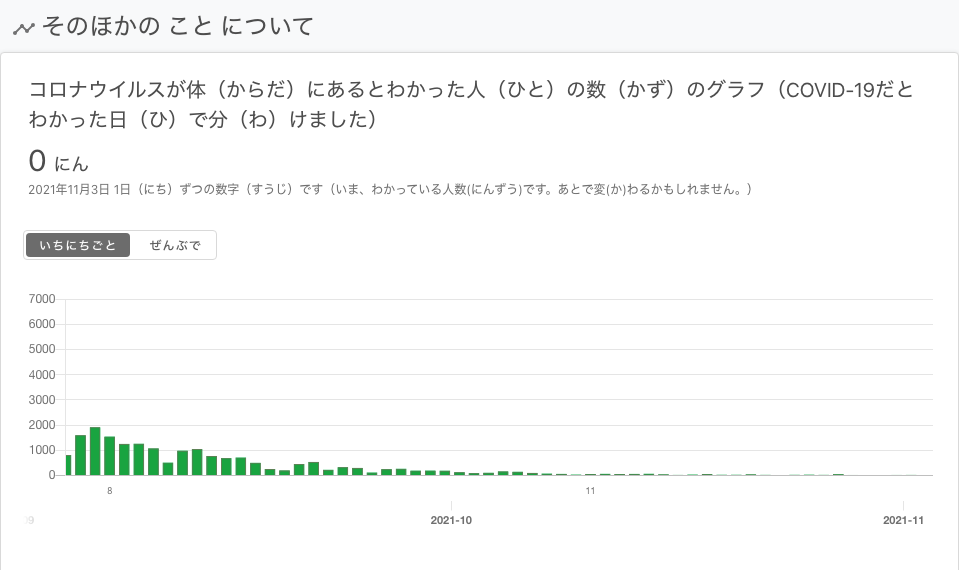 そのほかの こと について
コロナウイルスが体（からだ）にあるとわかった人（ひと）の数（かず）のグラフ（COVID-19だと
わかった日（ひ）で分（わ）けました）
0 にん
2021年11月3日 1日（にち）ずつの数字（すうじ）です（いま、わかっている人数(にんずう)です。あとで変(か)わるかもしれません。）
いちにちごと ぜんぶで
7000
6000
5000
4000
3000
2000
1000
0
8 11
9 2021-10 2021-11